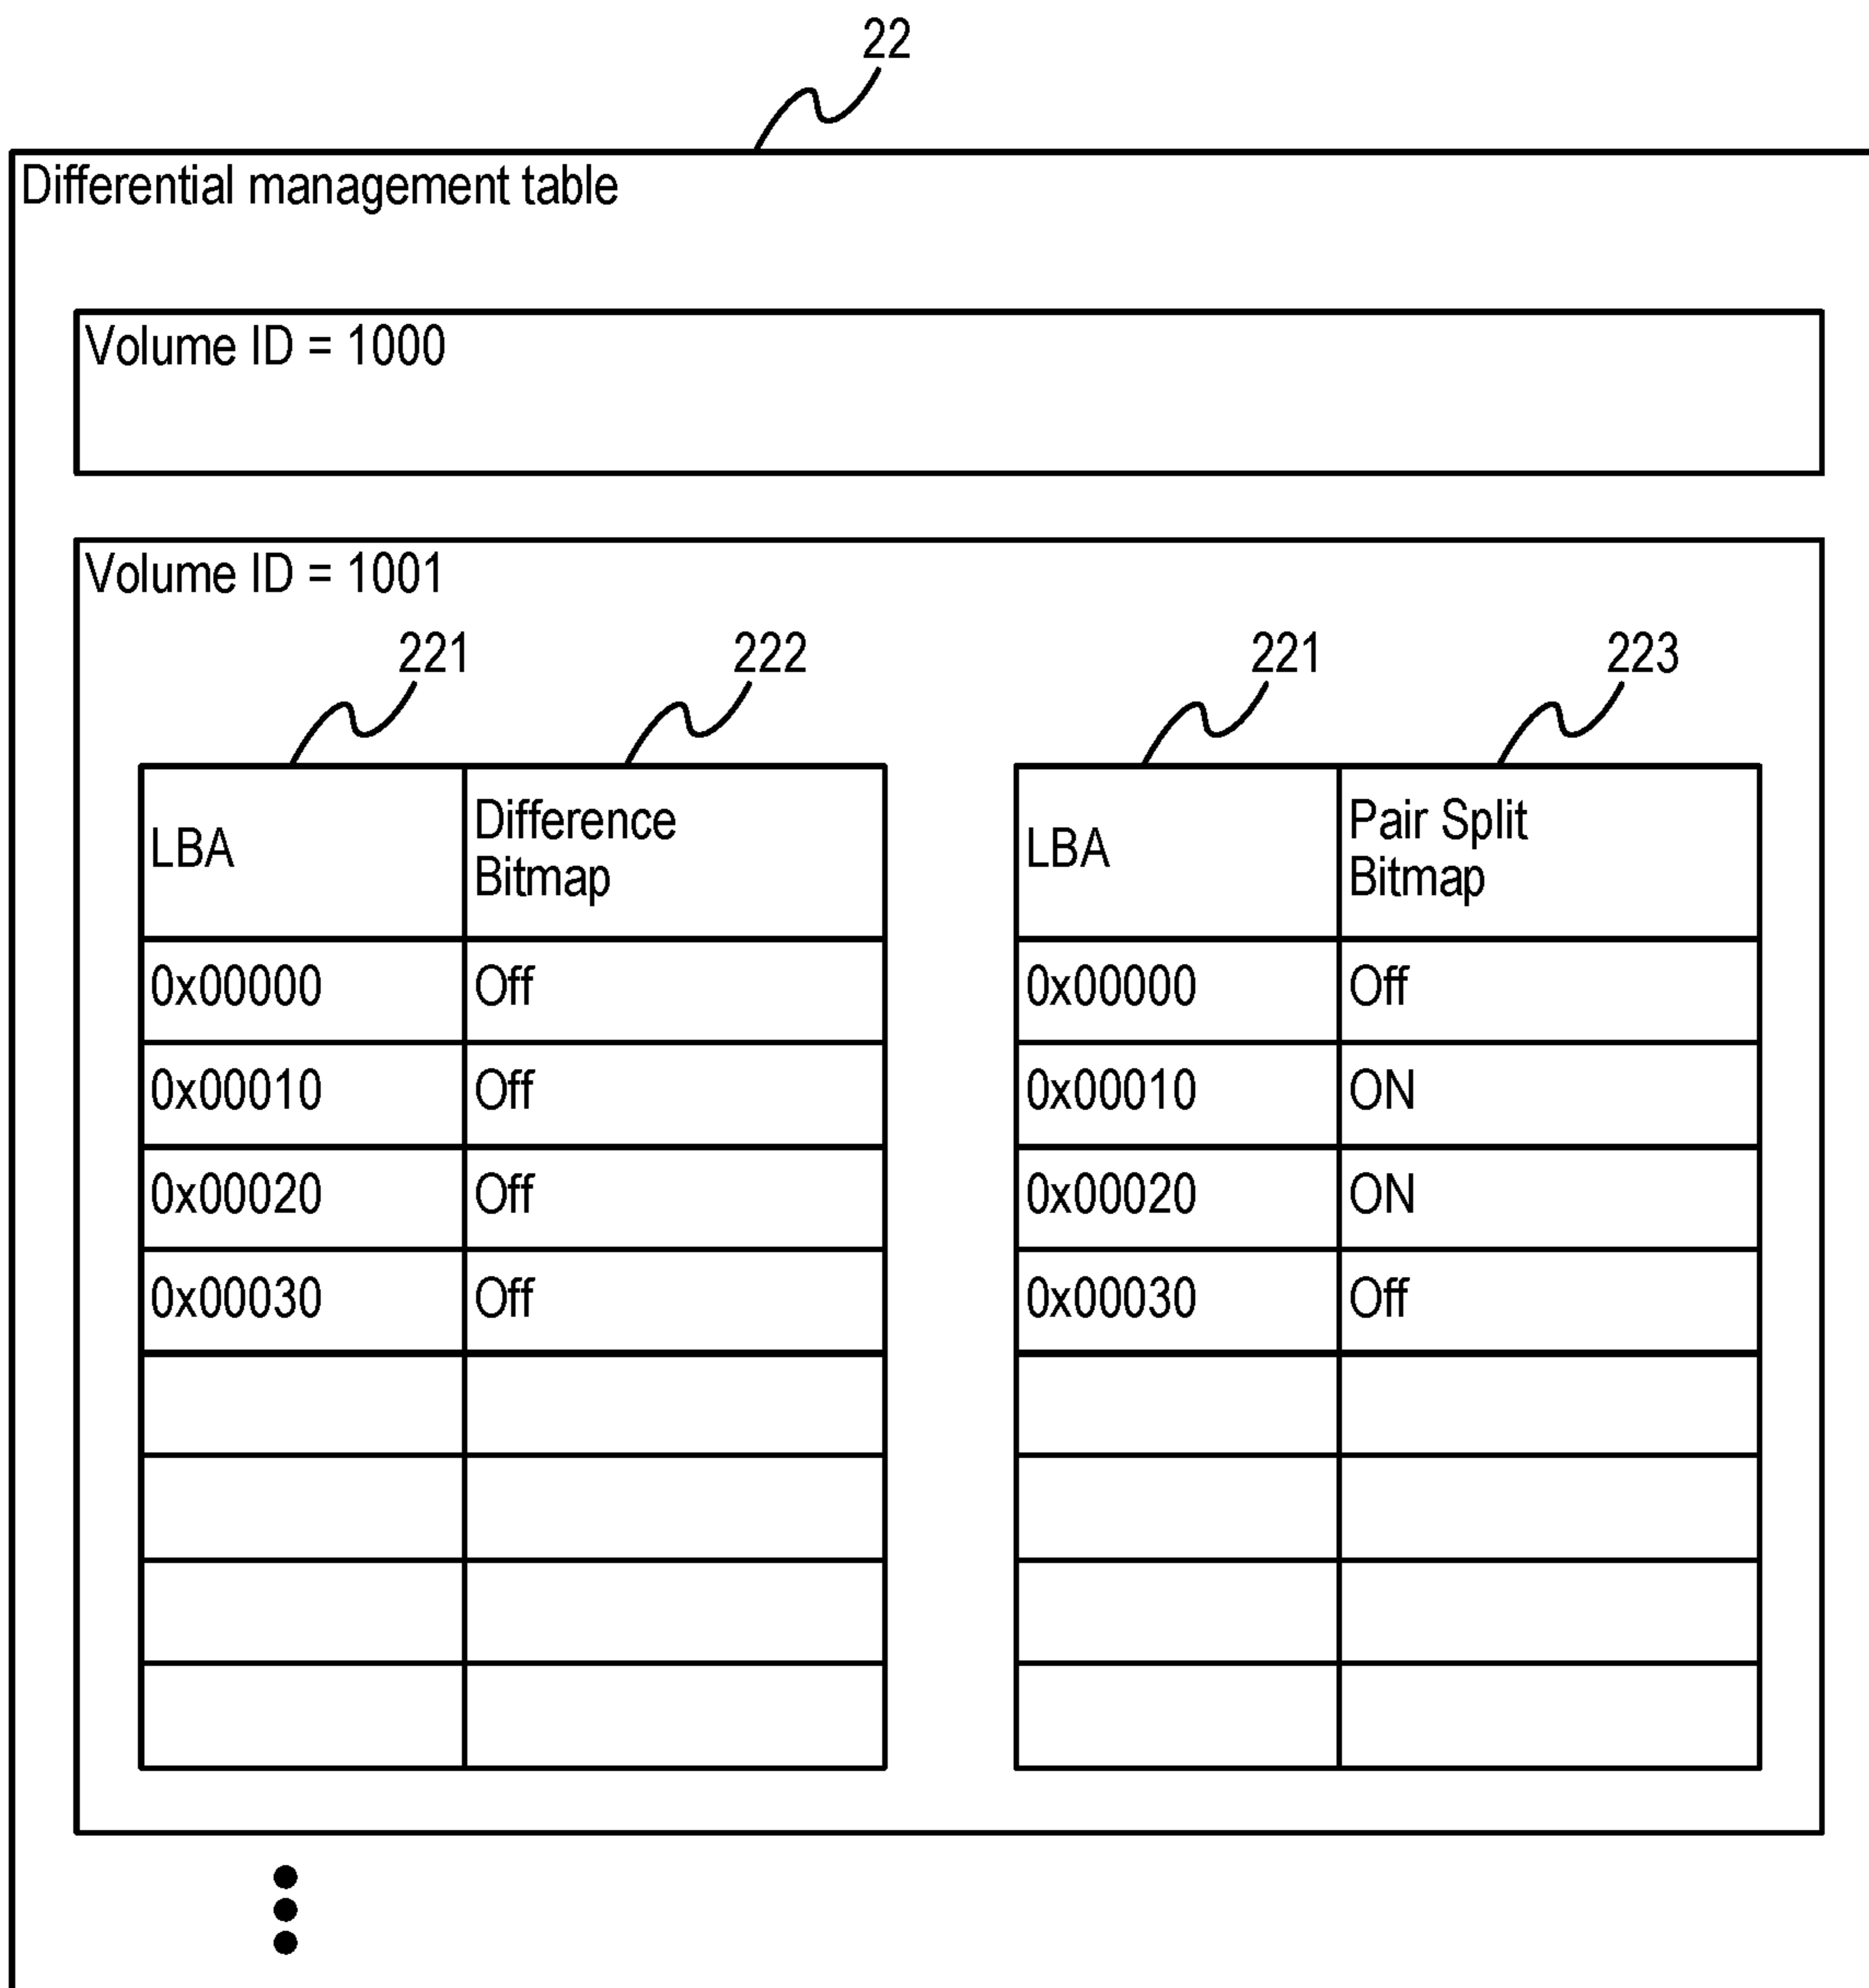 22
Differential management table
Volume ID = 1000
Volume ID = 1001
221 222 221 223
LBA Difference Bitmap LBA Pair Split Bitmap
0x00000 Off 0x00000 Off
0x00010 Off 0x00010 ON
0x00020 Off 0x00020 ON
0x00030 Off 0x00030 Off